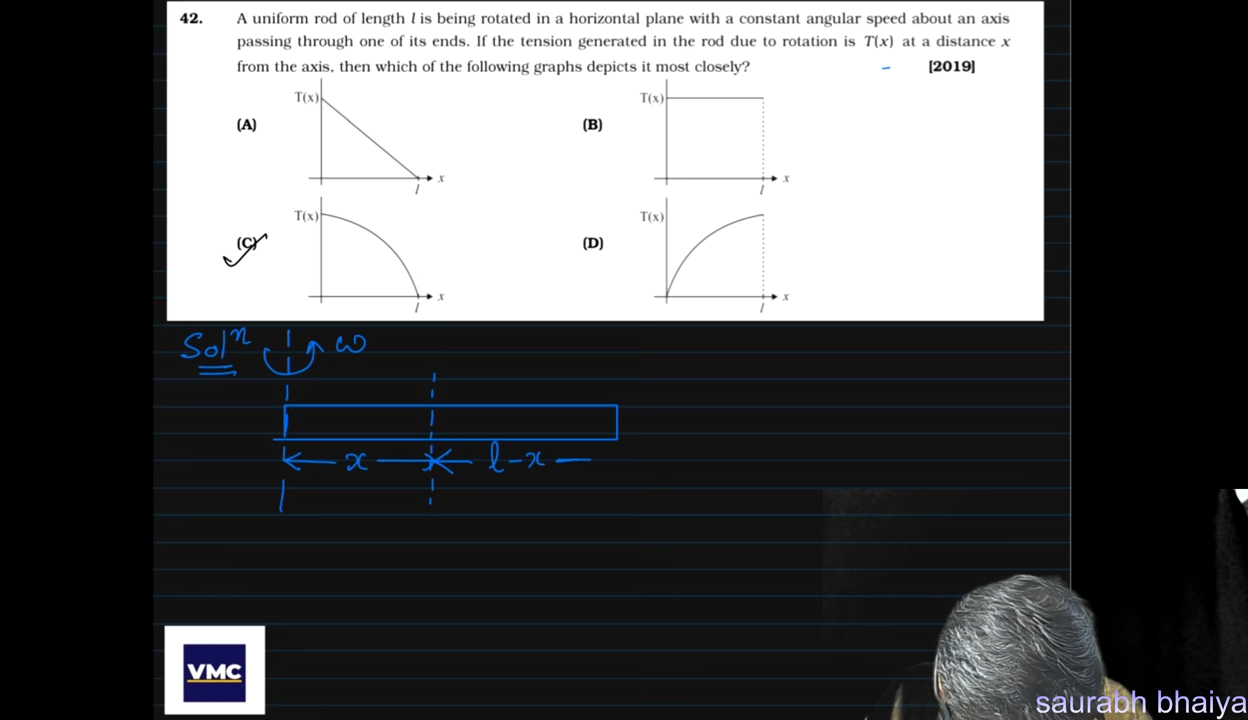 42. A uniform rod of length l is being rotated in a horizontal plane with a constant angular speed about an axis
passing through one of its ends. If the tension generated in the rod due to rotation is T(x) at a distance x
from the axis, then which of the following graphs depicts it most closely? [2019]
(A) T(x) x l
(B) T(x) x l
(C) T(x) x l
(D) T(x) x l
Solⁿ ω
x l-x
VMC
saurabh bhaiya